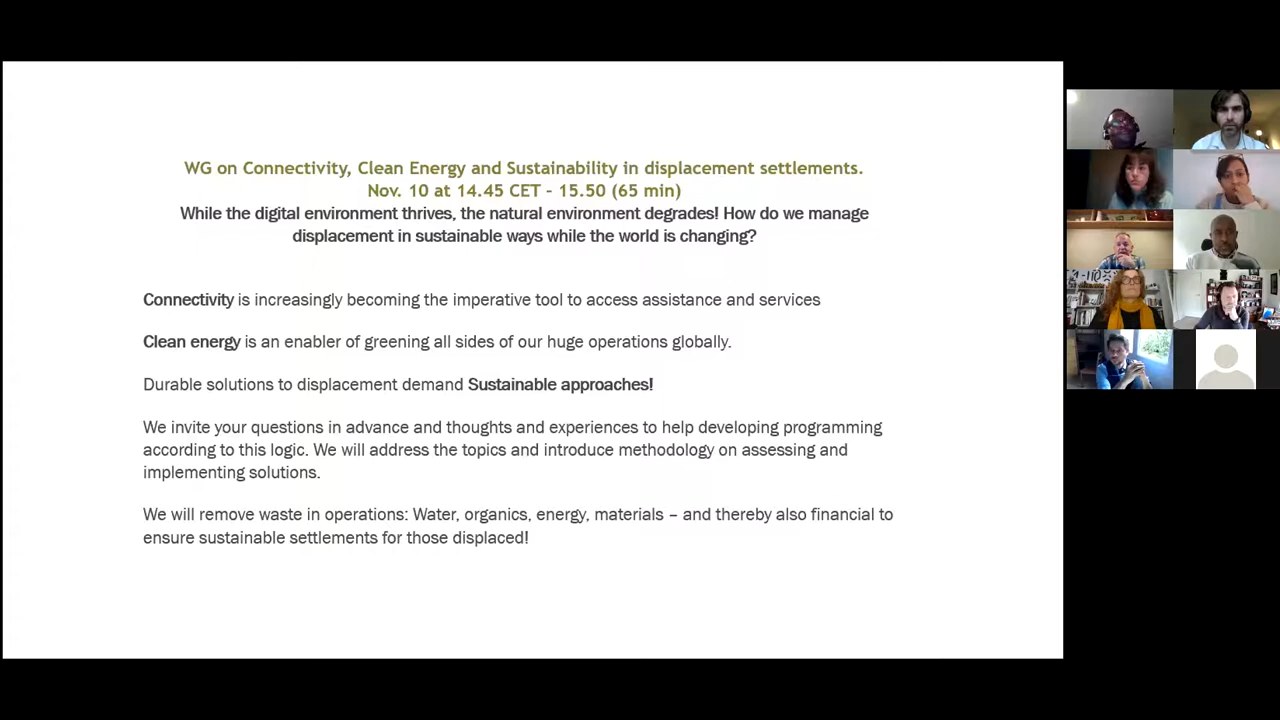 WG on Connectivity, Clean Energy and Sustainability in displacement settlements.
Nov. 10 at 14.45 CET - 15.50 (65 min)
While the digital environment thrives, the natural environment degrades! How do we manage
displacement in sustainable ways while the world is changing?
Connectivity is increasingly becoming the imperative tool to access assistance and services
Clean energy is an enabler of greening all sides of our huge operations globally.
Durable solutions to displacement demand Sustainable approaches!
We invite your questions in advance and thoughts and experiences to help developing programming
according to this logic. We will address the topics and introduce methodology on assessing and
implementing solutions.
We will remove waste in operations: Water, organics, energy, materials – and thereby also financial to
ensure sustainable settlements for those displaced!